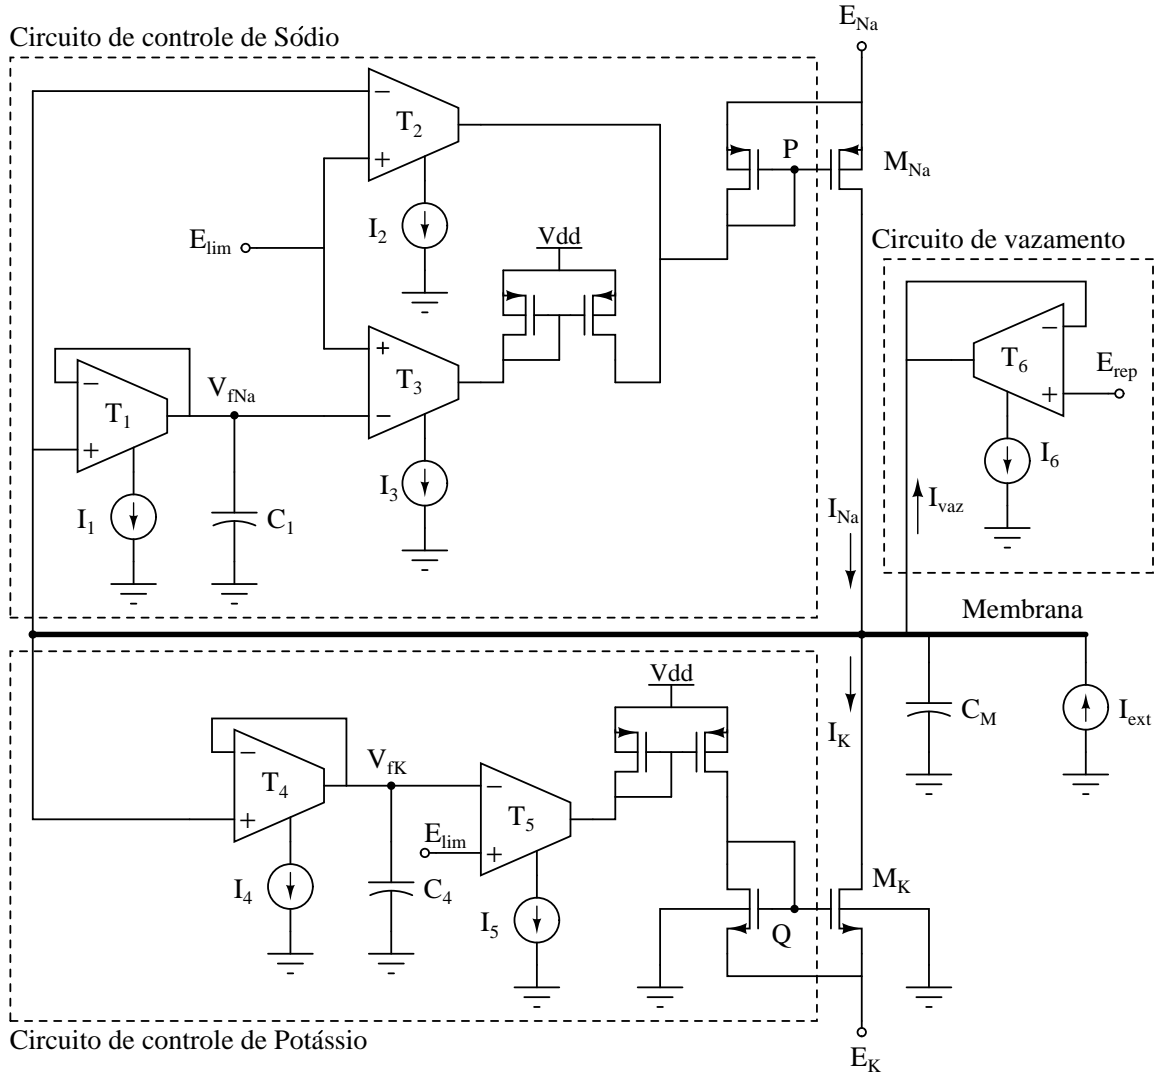 E_Na
Circuito de controle de Sódio
T_2
P
M_Na
I_2
E_lim
Vdd
Circuito de vazamento
T_3
T_6
E_rep
V_fNa
T_1
I_6
I_3
I_1
C_1
I_Na
I_vaz
Membrana
Vdd
C_M
I_ext
I_K
V_fK
T_4
T_5
E_lim
I_4
C_4
M_K
I_5
Q
Circuito de controle de Potássio
E_K